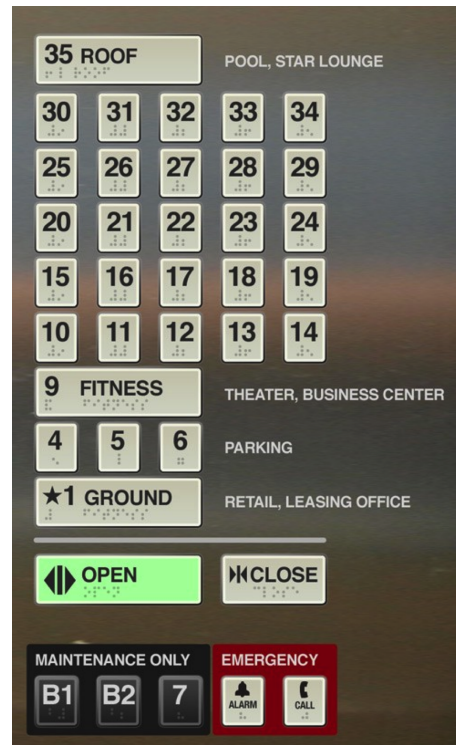 35 ROOF POOL, STAR LOUNGE
30 31 32 33 34
25 26 27 28 29
20 21 22 23 24
15 16 17 18 19
10 11 12 13 14
9 FITNESS THEATER, BUSINESS CENTER
4 5 6 PARKING
★1 GROUND RETAIL, LEASING OFFICE
OPEN CLOSE
MAINTENANCE ONLY EMERGENCY
B1 B2 7 ALARM CALL